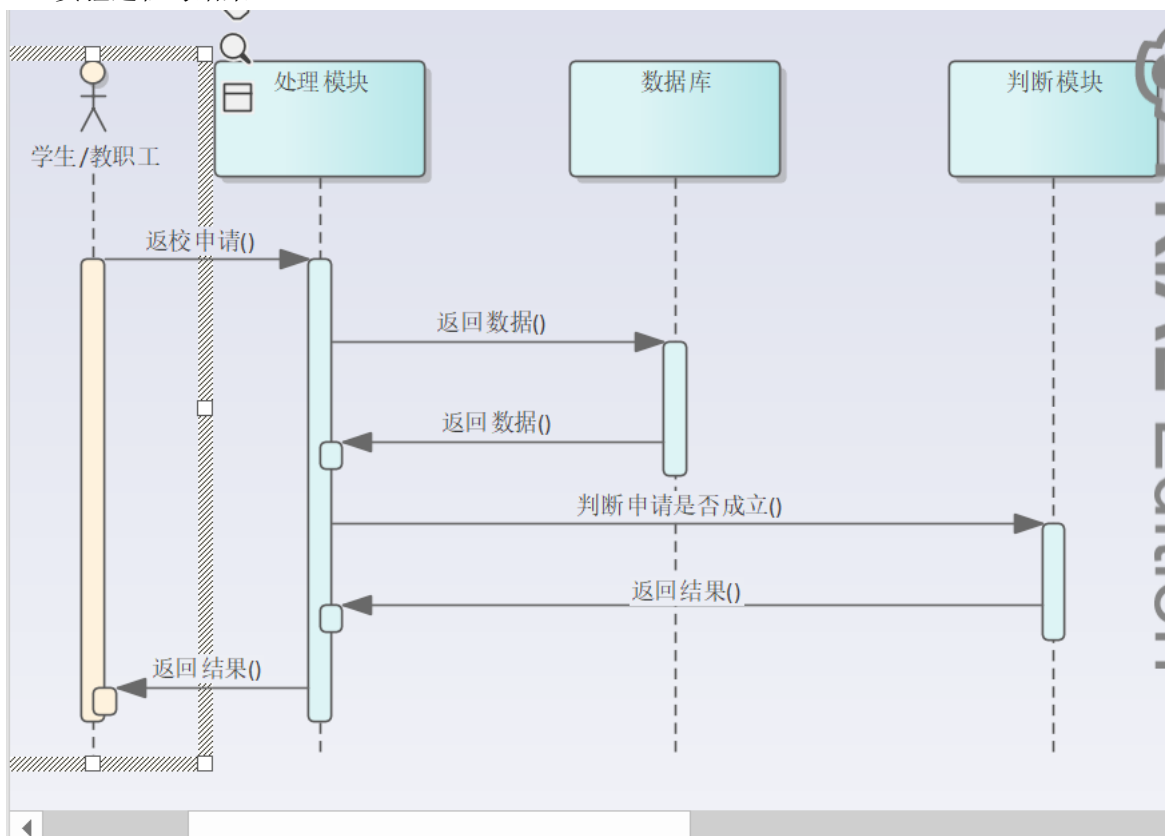 处理模块
数据库
判断模块
学生/教职工
返校申请()
返回数据()
返回数据()
判断申请是否成立()
返回结果()
返回结果()
Edition